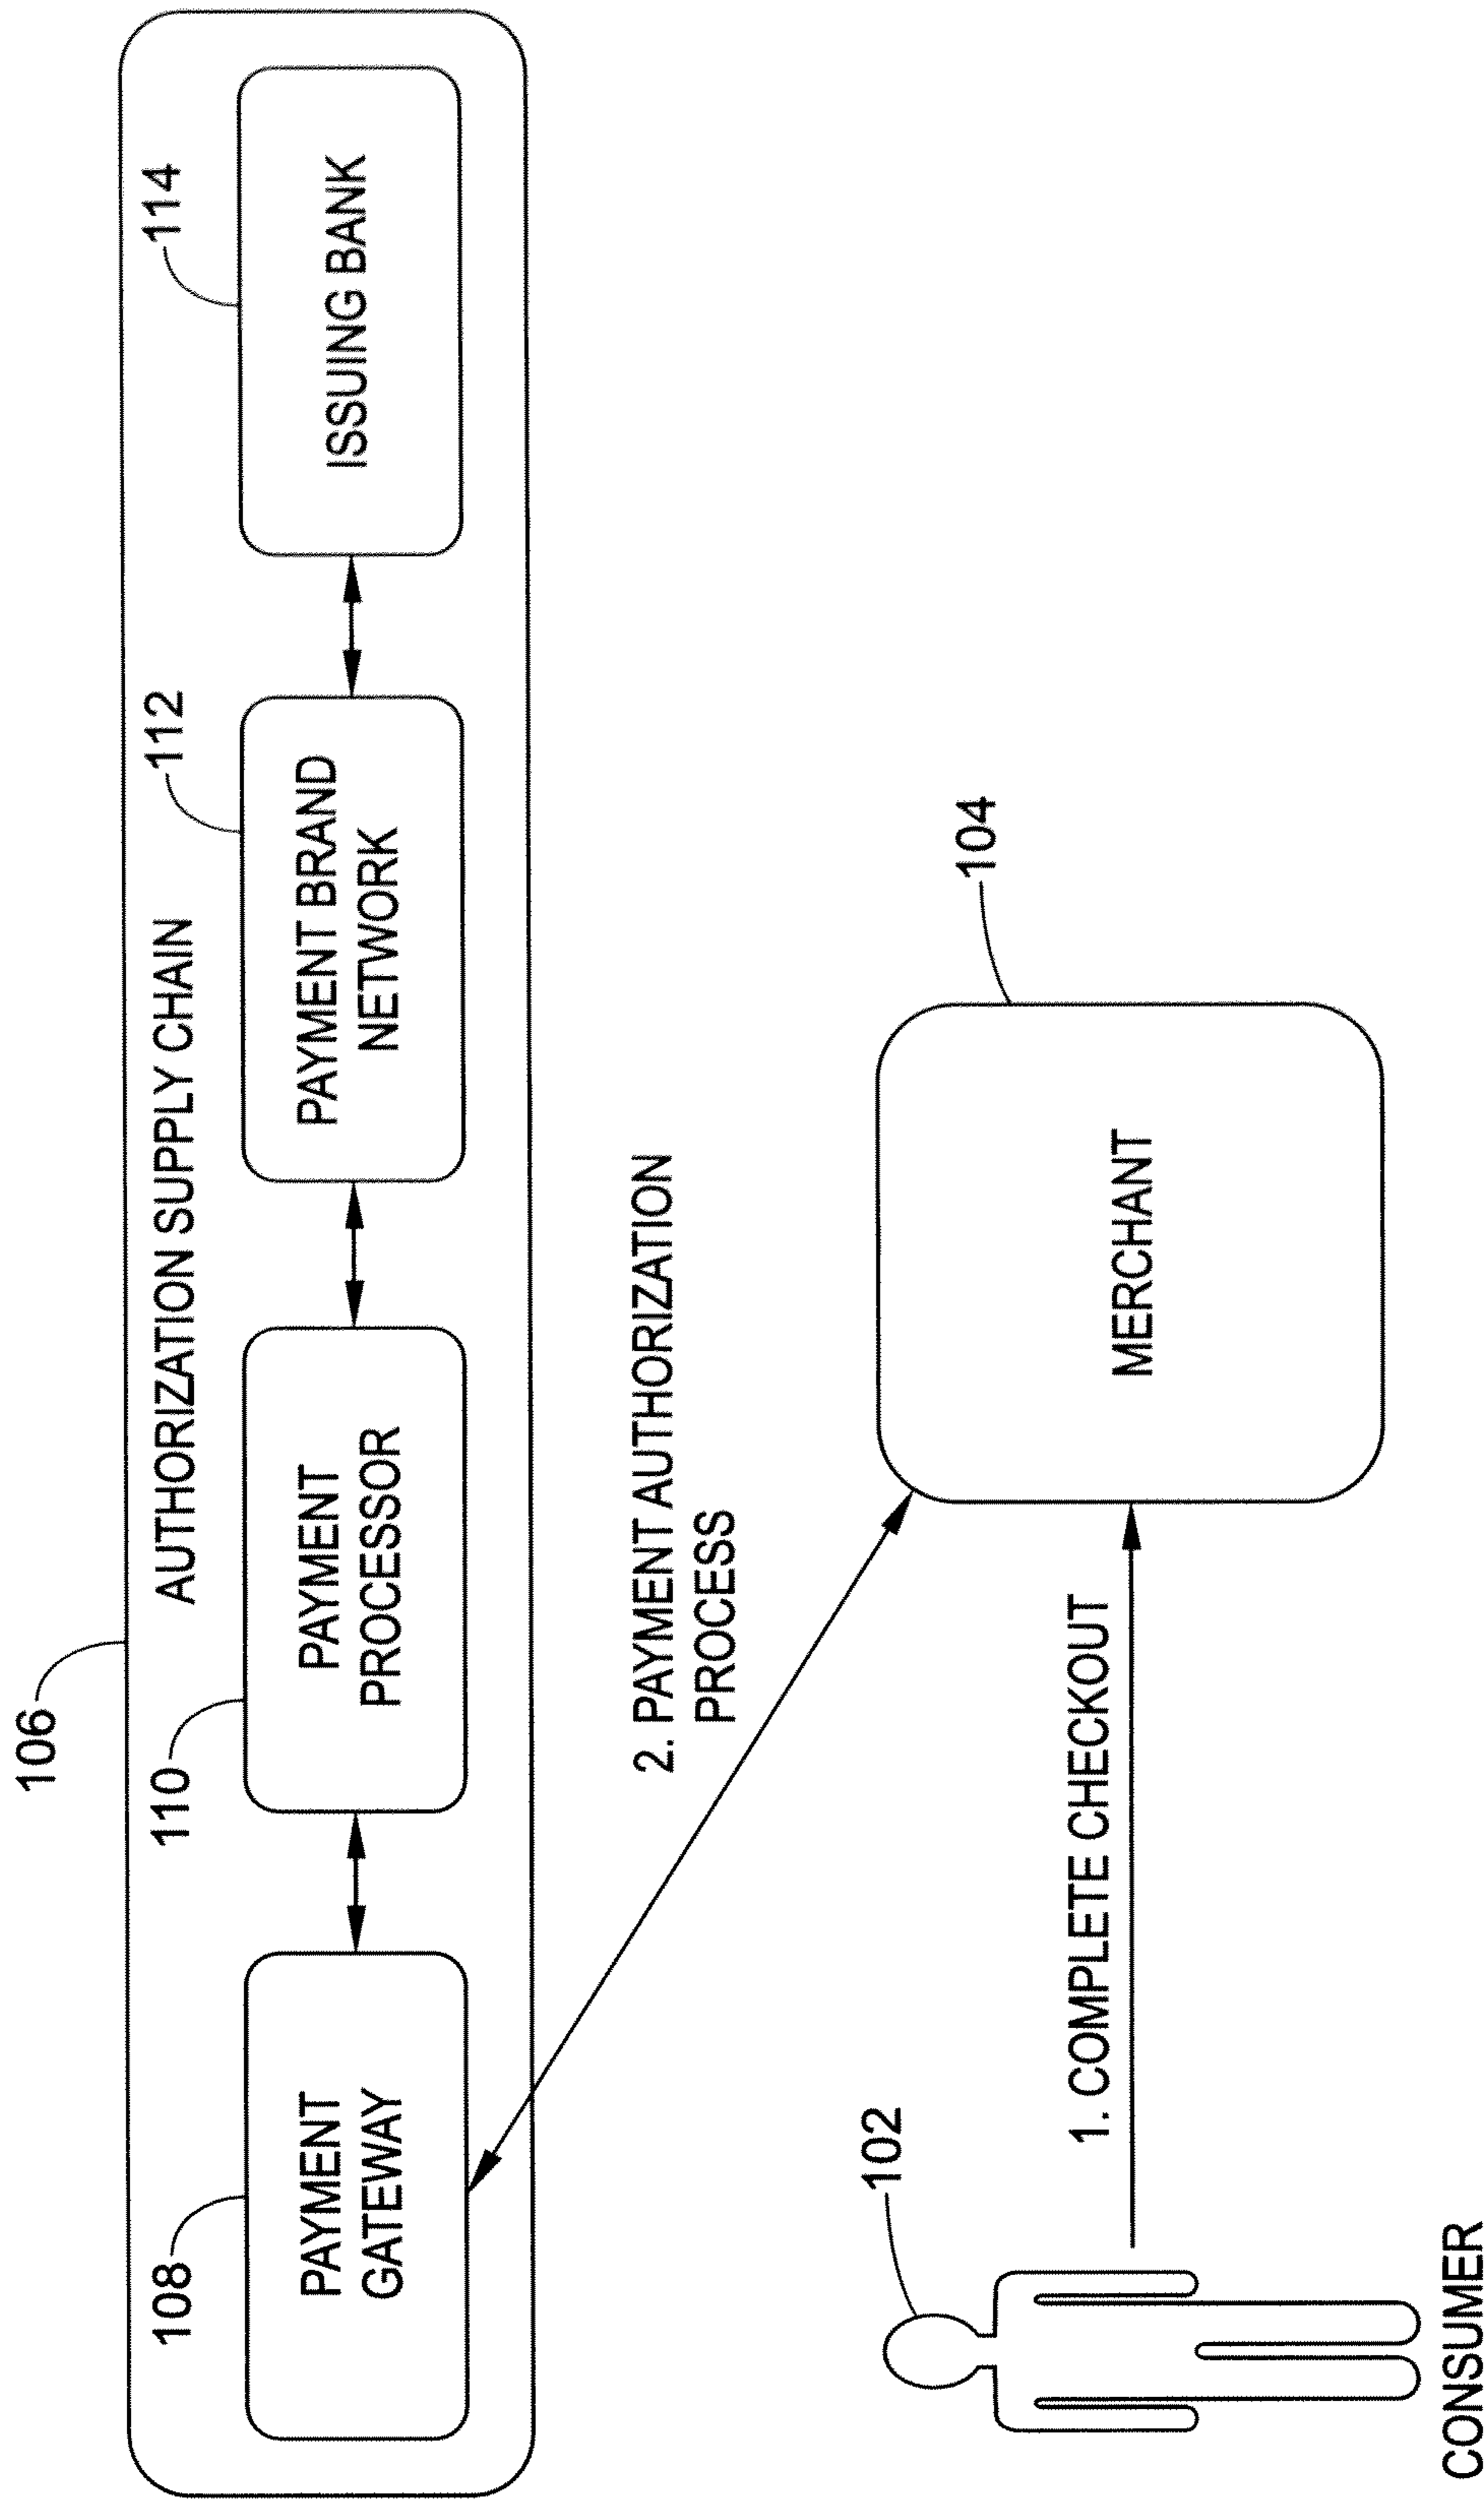 106
AUTHORIZATION SUPPLY CHAIN
108
110
112
114
PAYMENT
GATEWAY
PAYMENT
PROCESSOR
PAYMENT BRAND
NETWORK
ISSUING BANK
2. PAYMENT AUTHORIZATION
PROCESS
102
104
1. COMPLETE CHECKOUT
MERCHANT
CONSUMER